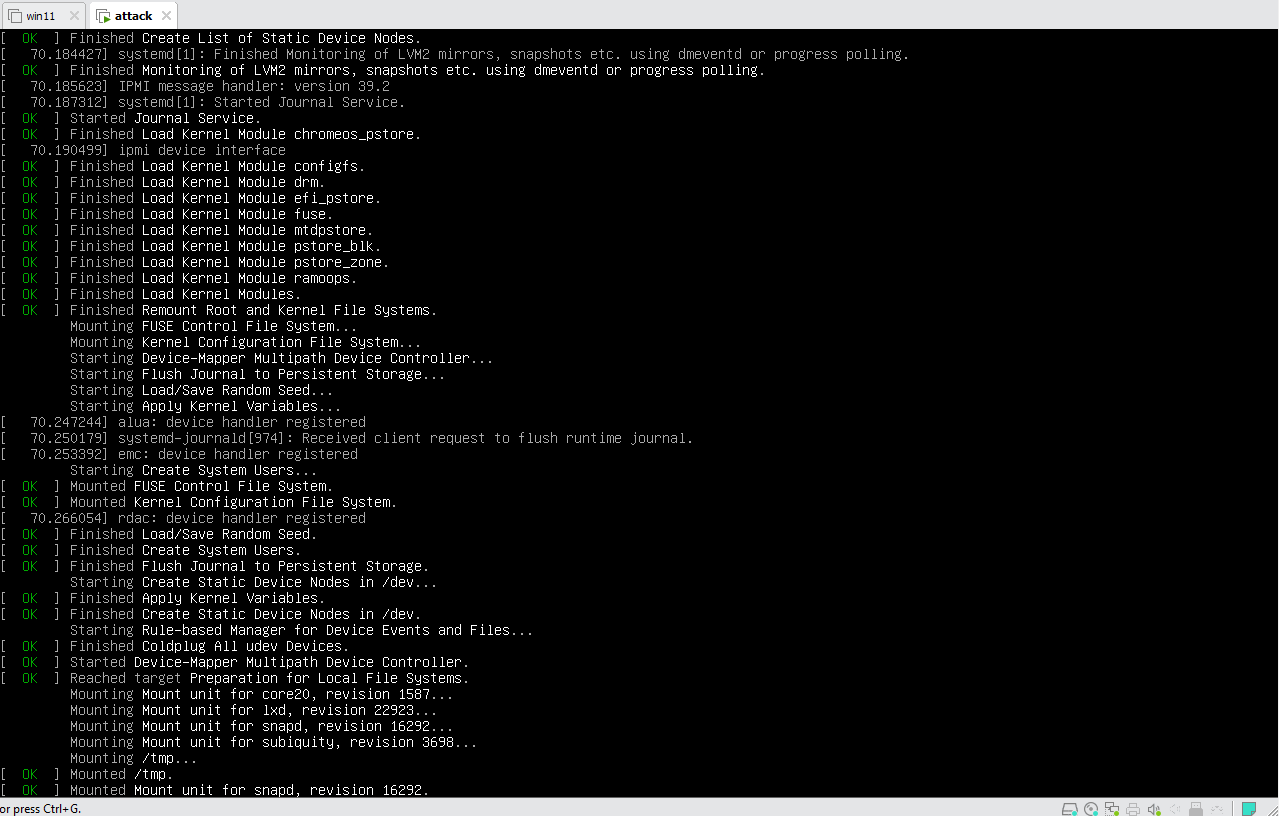 win11
attack
[  OK  ] Finished Create List of Static Device Nodes.
[   70.184427] systemd[1]: Finished Monitoring of LVM2 mirrors, snapshots etc. using dmeventd or progress polling.
[  OK  ] Finished Monitoring of LVM2 mirrors, snapshots etc. using dmeventd or progress polling.
[   70.185623] IPMI message handler: version 39.2
[   70.187312] systemd[1]: Started Journal Service.
[  OK  ] Started Journal Service.
[  OK  ] Finished Load Kernel Module chromeos_pstore.
[   70.190499] ipmi device interface
[  OK  ] Finished Load Kernel Module configfs.
[  OK  ] Finished Load Kernel Module drm.
[  OK  ] Finished Load Kernel Module efi_pstore.
[  OK  ] Finished Load Kernel Module fuse.
[  OK  ] Finished Load Kernel Module mtdpstore.
[  OK  ] Finished Load Kernel Module pstore_blk.
[  OK  ] Finished Load Kernel Module pstore_zone.
[  OK  ] Finished Load Kernel Module ramoops.
[  OK  ] Finished Load Kernel Modules.
[  OK  ] Finished Remount Root and Kernel File Systems.
Mounting FUSE Control File System...
Mounting Kernel Configuration File System...
Starting Device-Mapper Multipath Device Controller...
Starting Flush Journal to Persistent Storage...
Starting Load/Save Random Seed...
Starting Apply Kernel Variables...
[   70.247244] alua: device handler registered
[   70.250179] systemd-journald[974]: Received client request to flush runtime journal.
[   70.253392] emc: device handler registered
Starting Create System Users...
[  OK  ] Mounted FUSE Control File System.
[  OK  ] Mounted Kernel Configuration File System.
[   70.266054] rdac: device handler registered
[  OK  ] Finished Load/Save Random Seed.
[  OK  ] Finished Create System Users.
[  OK  ] Finished Flush Journal to Persistent Storage.
Starting Create Static Device Nodes in /dev...
[  OK  ] Finished Apply Kernel Variables.
[  OK  ] Finished Create Static Device Nodes in /dev.
Starting Rule-based Manager for Device Events and Files...
[  OK  ] Finished Coldplug All udev Devices.
[  OK  ] Started Device-Mapper Multipath Device Controller.
[  OK  ] Reached target Preparation for Local File Systems.
Mounting Mount unit for core20, revision 1587...
Mounting Mount unit for lxd, revision 22923...
Mounting Mount unit for snapd, revision 16292...
Mounting Mount unit for subiquity, revision 3698...
Mounting /tmp...
[  OK  ] Mounted /tmp.
[  OK  ] Mounted Mount unit for snapd, revision 16292.
or press Ctrl+G.